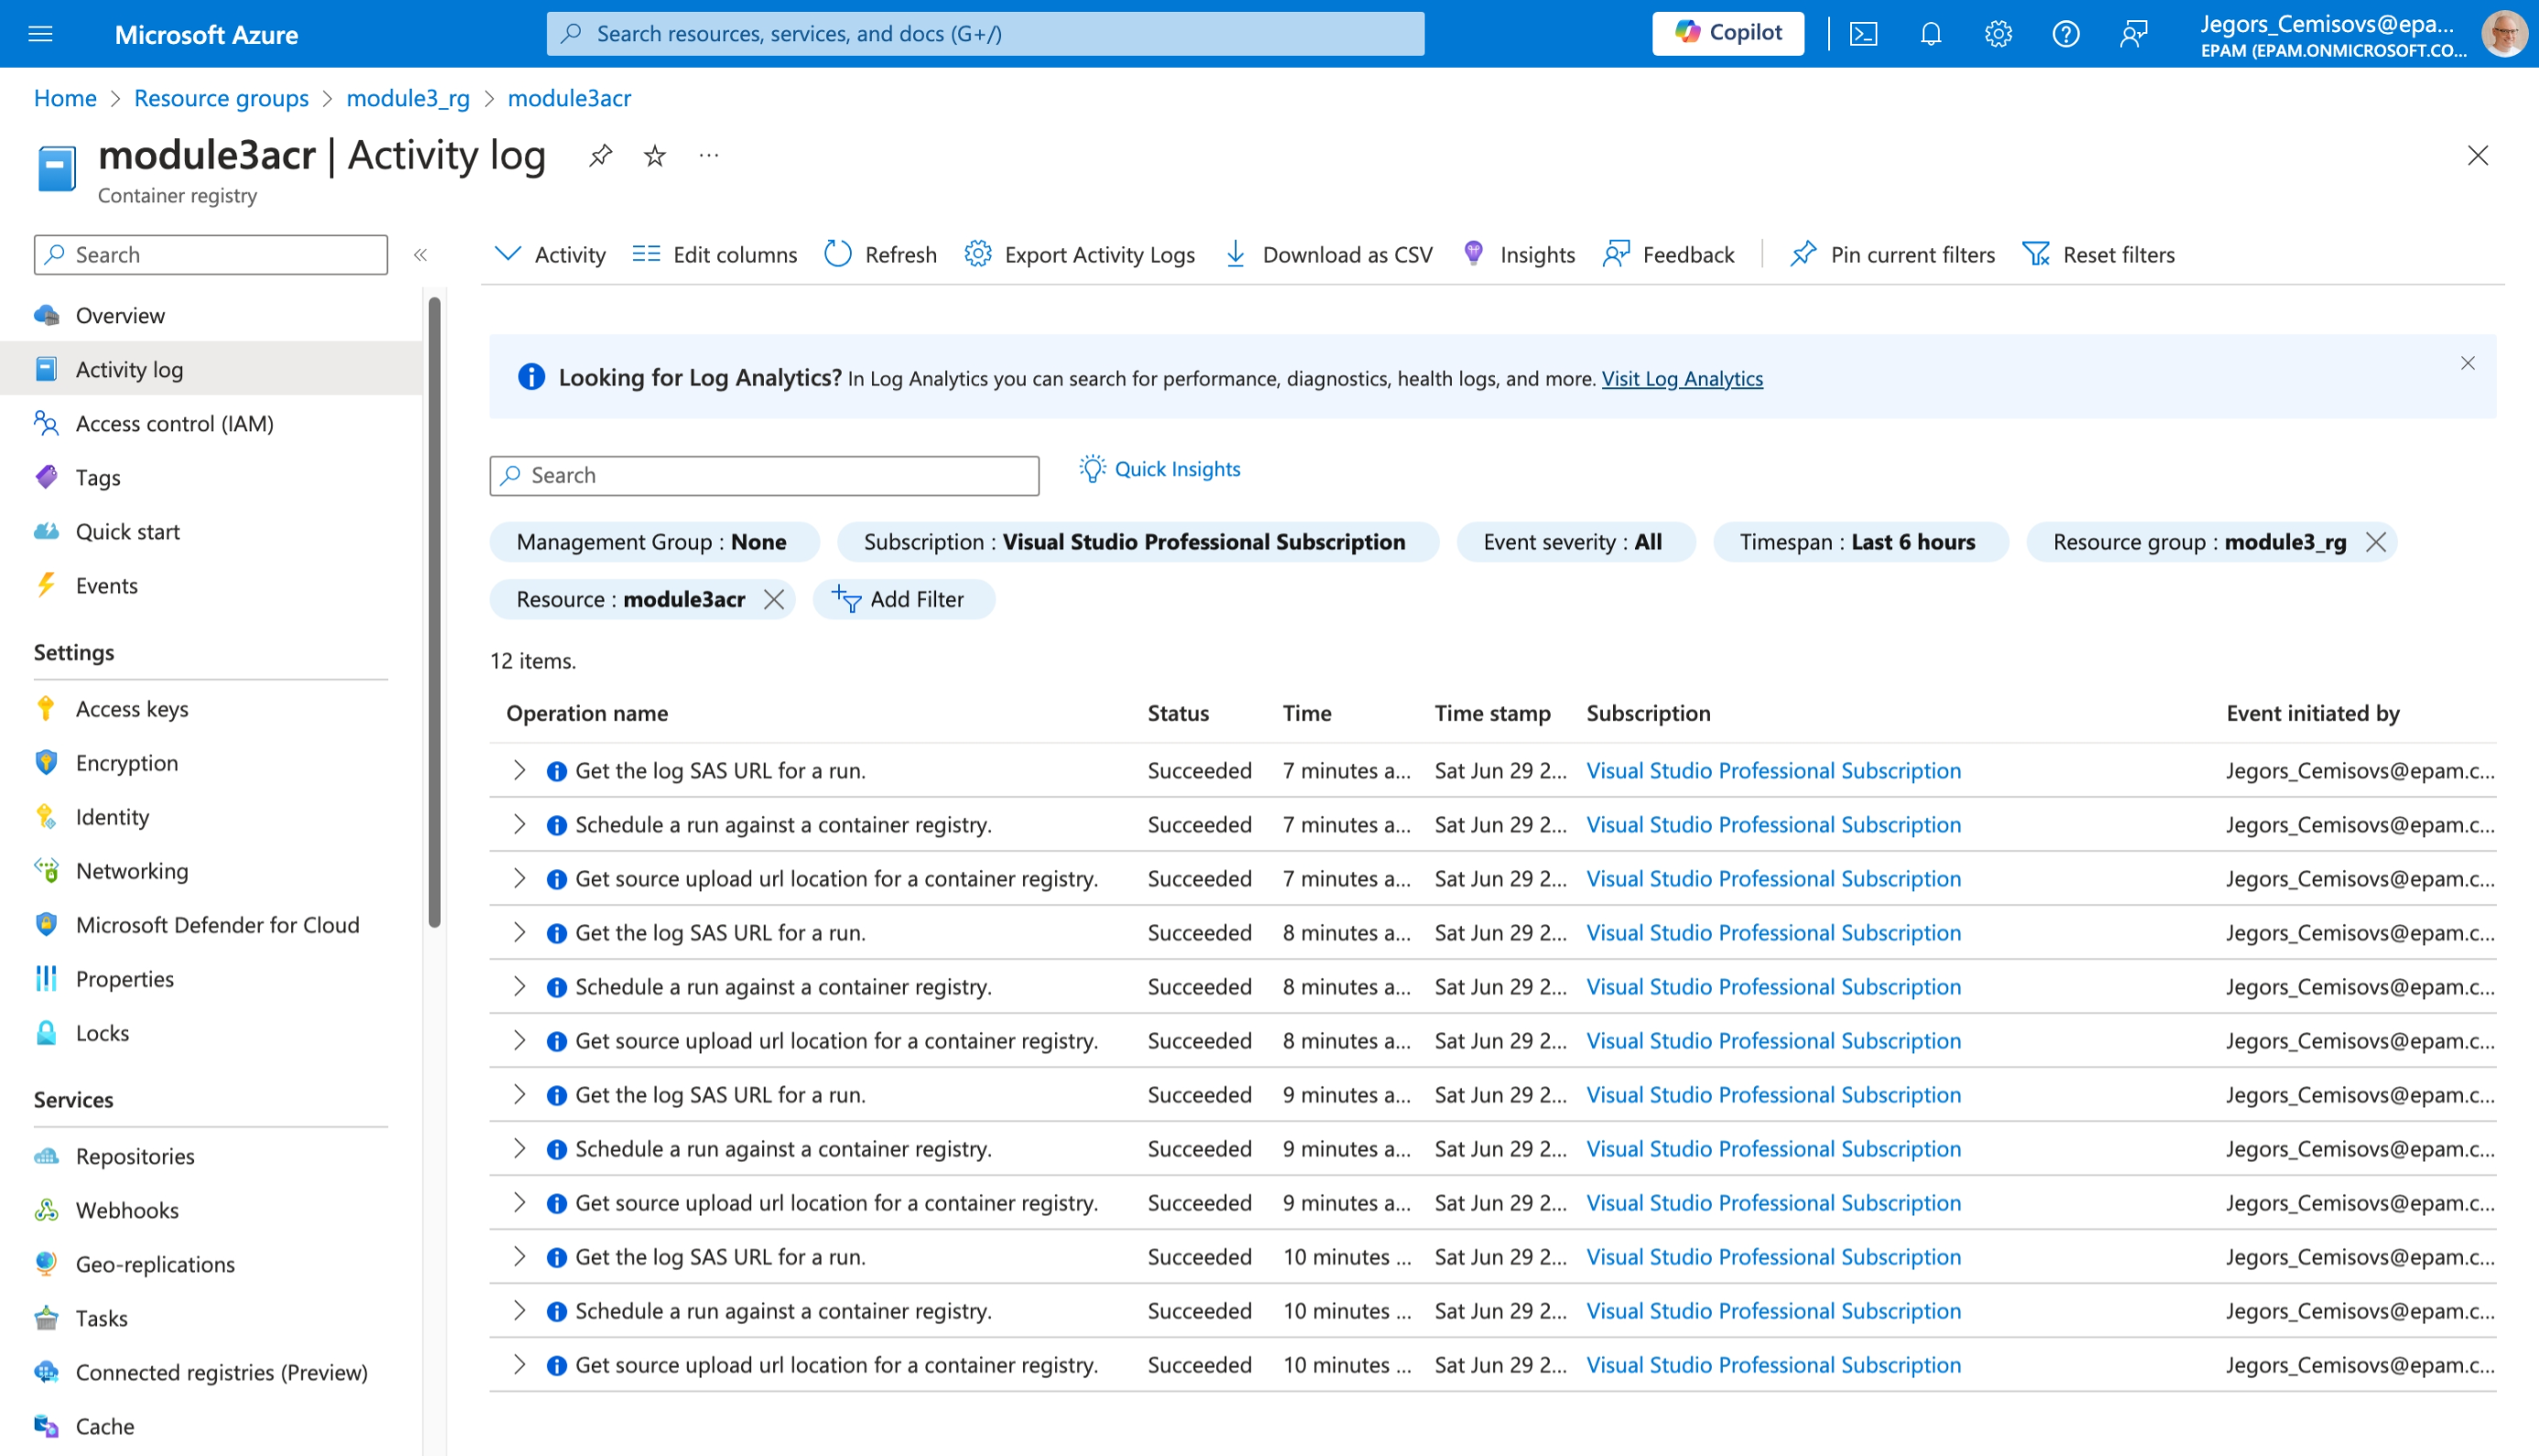 Microsoft Azure
Search resources, services, and docs (G+/)
Copilot
Jegors_Cemisovs@epa...
EPAM (EPAM.ONMICROSOFT.CO...
Home > Resource groups > module3_rg > module3acr
module3acr | Activity log
Container registry
Search
Overview
Activity log
Access control (IAM)
Tags
Quick start
Events
Settings
Access keys
Encryption
Identity
Networking
Microsoft Defender for Cloud
Properties
Locks
Services
Repositories
Webhooks
Geo-replications
Tasks
Connected registries (Preview)
Cache
Activity Edit columns Refresh Export Activity Logs Download as CSV Insights Feedback Pin current filters Reset filters
Looking for Log Analytics? In Log Analytics you can search for performance, diagnostics, health logs, and more. Visit Log Analytics
Search
Quick Insights
Management Group : None Subscription : Visual Studio Professional Subscription Event severity : All Timespan : Last 6 hours Resource group : module3_rg
Resource : module3acr Add Filter
12 items.
Operation name Status Time Time stamp Subscription Event initiated by
Get the log SAS URL for a run. Succeeded 7 minutes a... Sat Jun 29 2... Visual Studio Professional Subscription Jegors_Cemisovs@epam.c...
Schedule a run against a container registry. Succeeded 7 minutes a... Sat Jun 29 2... Visual Studio Professional Subscription Jegors_Cemisovs@epam.c...
Get source upload url location for a container registry. Succeeded 7 minutes a... Sat Jun 29 2... Visual Studio Professional Subscription Jegors_Cemisovs@epam.c...
Get the log SAS URL for a run. Succeeded 8 minutes a... Sat Jun 29 2... Visual Studio Professional Subscription Jegors_Cemisovs@epam.c...
Schedule a run against a container registry. Succeeded 8 minutes a... Sat Jun 29 2... Visual Studio Professional Subscription Jegors_Cemisovs@epam.c...
Get source upload url location for a container registry. Succeeded 8 minutes a... Sat Jun 29 2... Visual Studio Professional Subscription Jegors_Cemisovs@epam.c...
Get the log SAS URL for a run. Succeeded 9 minutes a... Sat Jun 29 2... Visual Studio Professional Subscription Jegors_Cemisovs@epam.c...
Schedule a run against a container registry. Succeeded 9 minutes a... Sat Jun 29 2... Visual Studio Professional Subscription Jegors_Cemisovs@epam.c...
Get source upload url location for a container registry. Succeeded 9 minutes a... Sat Jun 29 2... Visual Studio Professional Subscription Jegors_Cemisovs@epam.c...
Get the log SAS URL for a run. Succeeded 10 minutes ... Sat Jun 29 2... Visual Studio Professional Subscription Jegors_Cemisovs@epam.c...
Schedule a run against a container registry. Succeeded 10 minutes ... Sat Jun 29 2... Visual Studio Professional Subscription Jegors_Cemisovs@epam.c...
Get source upload url location for a container registry. Succeeded 10 minutes ... Sat Jun 29 2... Visual Studio Professional Subscription Jegors_Cemisovs@epam.c...